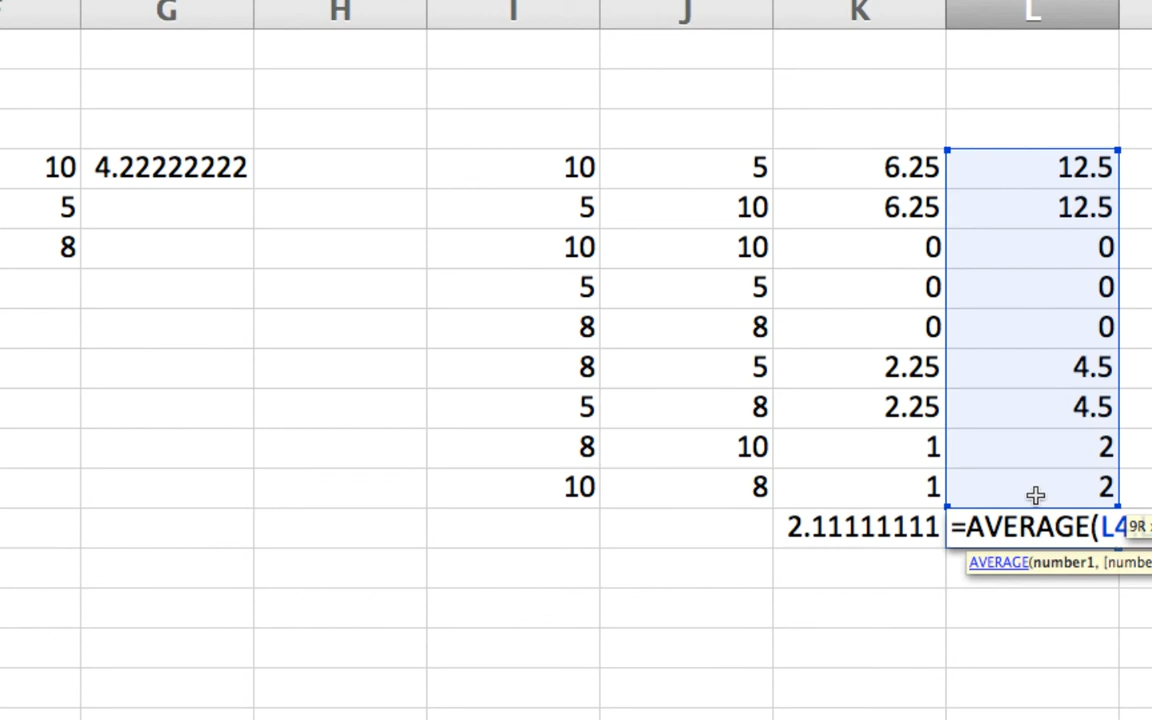 G H I J K L
10 4.22222222 10 5 6.25 12.5
5 5 10 6.25 12.5
8 10 10 0 0
5 5 0 0
8 8 0 0
8 5 2.25 4.5
5 8 2.25 4.5
8 10 1 2
10 8 1 2
2.11111111 =AVERAGE(L4 9R
AVERAGE(number1, [numbe